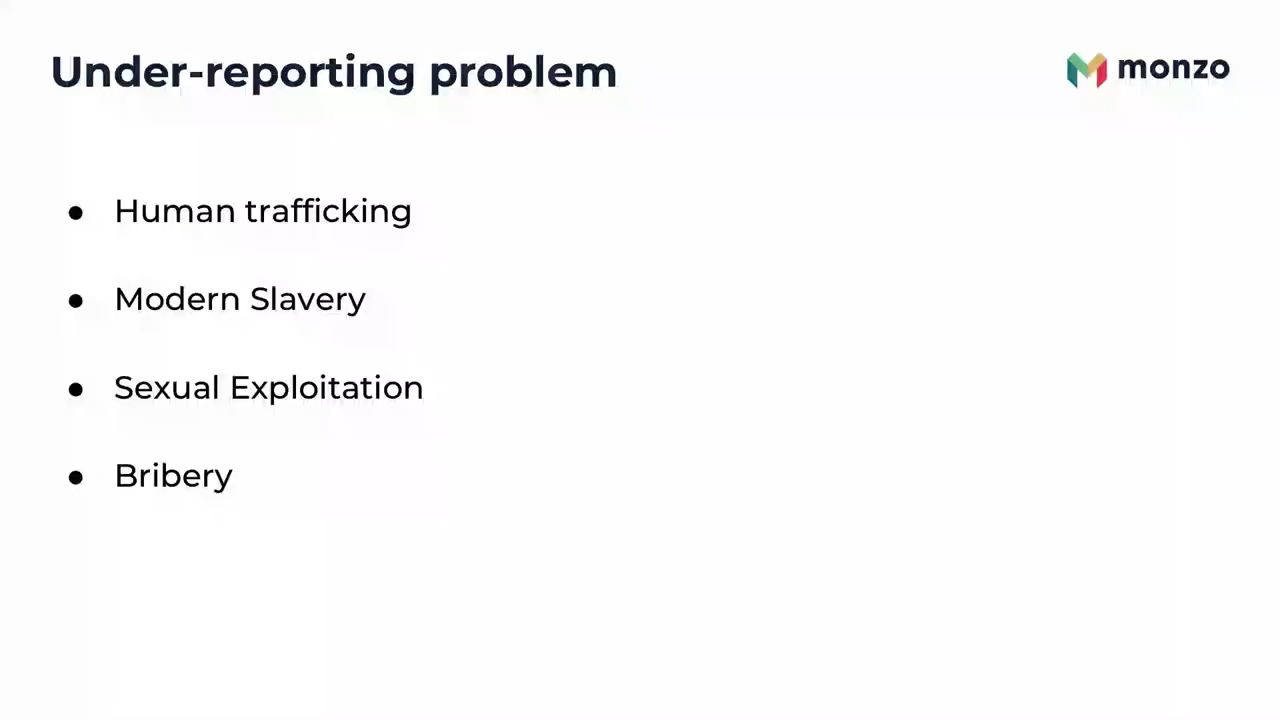 Under-reporting problem
monzo
● Human trafficking
● Modern Slavery
● Sexual Exploitation
● Bribery